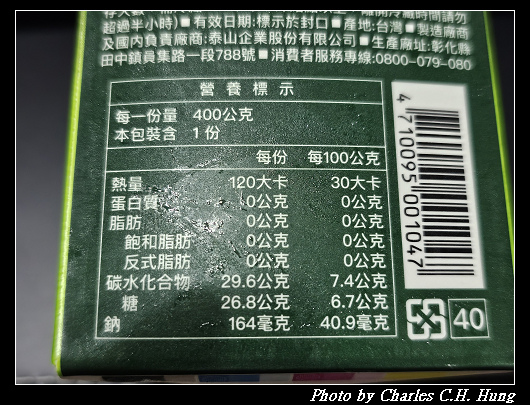 超過半小時)■有效日期:標示於封口■產地:台灣■製造廠商
及國內負責廠商:泰山企業股份有限公司■生產廠址:彰化縣
田中鎮員集路一段788號■消費者服務專線:0800-079-080
營養標示
每一份量 400公克
本包裝含 1份
每份 每100公克
熱量 120大卡 30大卡
蛋白質 0公克 0公克
脂肪 0公克 0公克
飽和脂肪 0公克 0公克
反式脂肪 0公克 0公克
碳水化合物 29.6公克 7.4公克
糖 26.8公克 6.7公克
鈉 164毫克 40.9毫克
4 710095 001047
40
Photo by Charles C.H. Hung